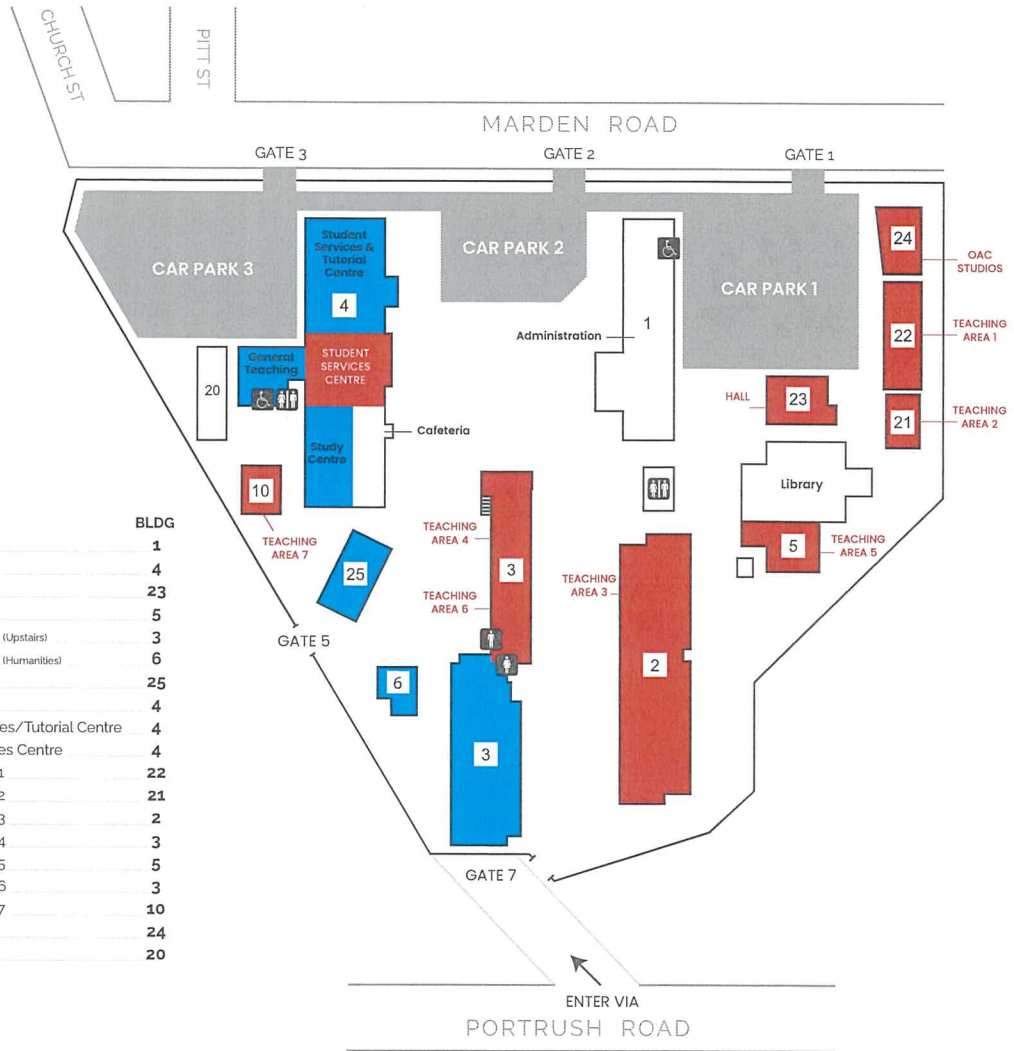 CHURCH ST
PITT ST
MARDEN ROAD
GATE 3
GATE 2
GATE 1
CAR PARK 3
CAR PARK 2
CAR PARK 1
Student
Services &
Tutorial
Centre
4
General
Teaching
STUDENT
SERVICES
CENTRE
20
Study
Centre
Cafeteria
Administration
1
24
OAC
STUDIOS
22
TEACHING
AREA 1
21
TEACHING
AREA 2
HALL
23
Library
5
TEACHING
AREA 5
10
TEACHING
AREA 7
25
TEACHING
AREA 4
3
TEACHING
AREA 6
TEACHING
AREA 3
2
GATE 5
6
3
GATE 7
ENTER VIA
PORTRUSH ROAD
BLDG
1
4
23
5
(Upstairs) 3
(Humanities) 6
25
4
es/Tutorial Centre 4
es Centre 4
1 22
2 21
3 2
4 3
5 5
6 3
7 10
24
20